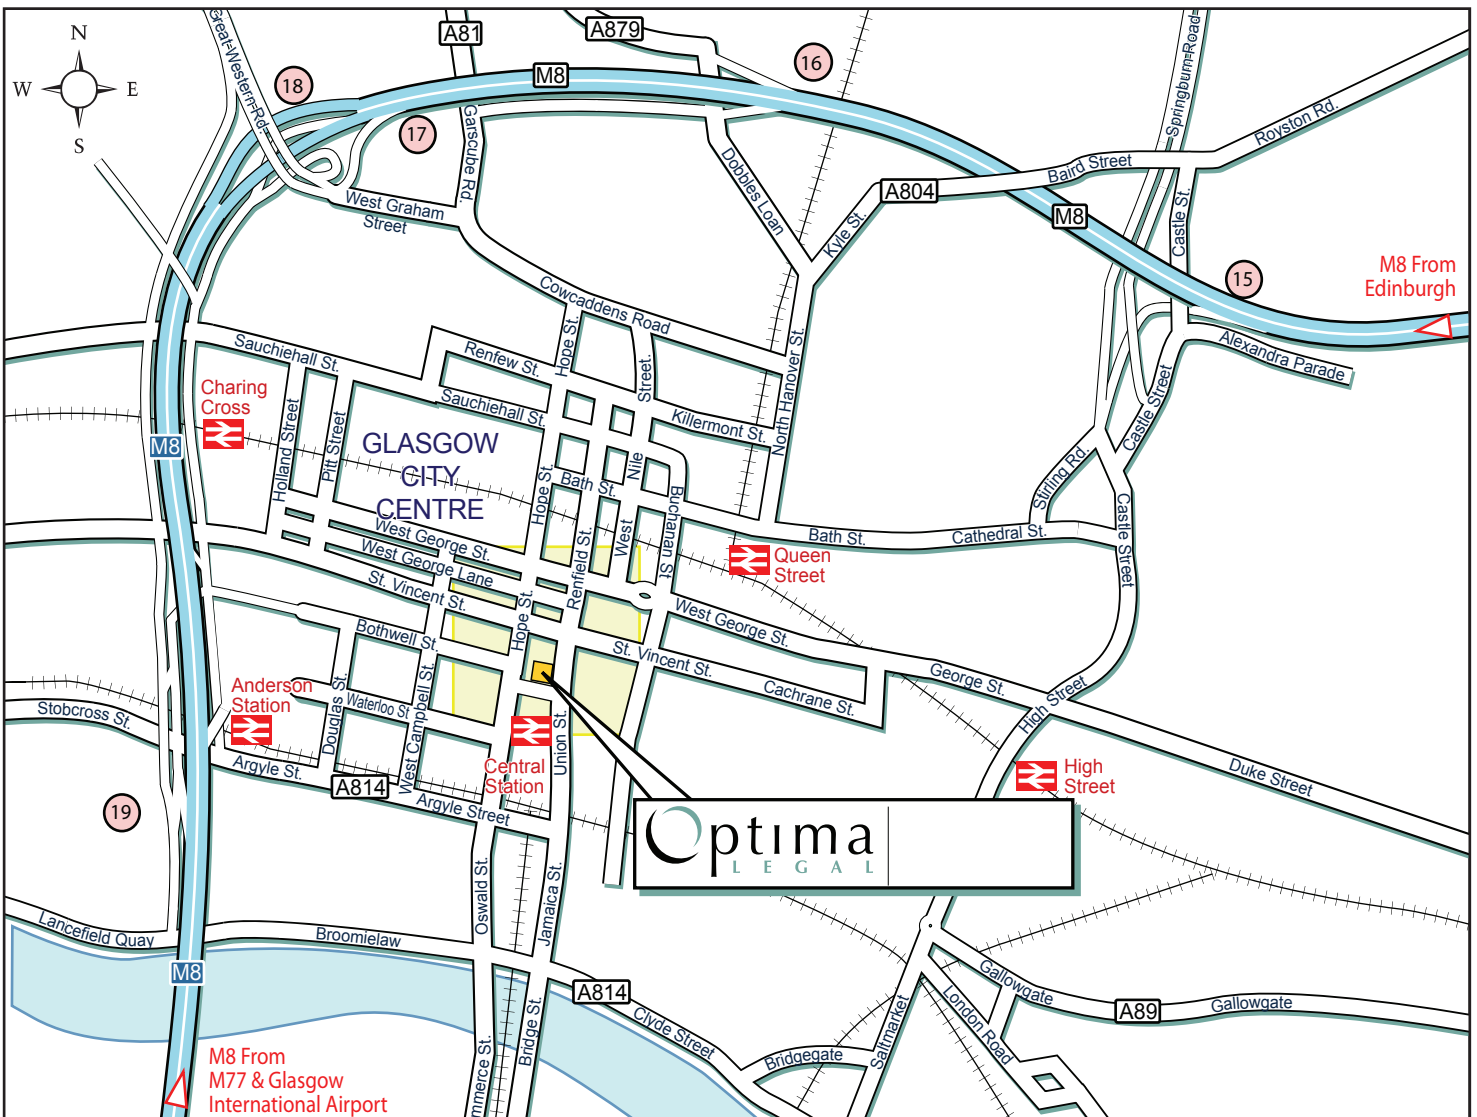 N
W
E
S
Great Western Rd.
A81
A879
M8
16
18
17
Garscube Rd.
Springburn Road
Royston Rd.
Baird Street
A804
Dobbles Loan
Kyle St.
M8
Castle St.
15
M8 From
Edinburgh
West Graham
Street
Cowcaddens Road
Alexandra Parade
Sauchiehall St.
Renfew St.
Hope St.
Street.
North Hanover St.
Castle Street
Charing
Cross
Sauchiehall St.
Killermont St.
M8
Holland Street
Pitt Street
GLASGOW
CITY
CENTRE
Hope St.
Bath St.
Nile
West
Buchanan St
Stirling Rd.
Castle Street
West George St.
West George Lane
St. Vincent St.
Renfield St.
Bath St.
Cathedral St.
Queen
Street
Hope St.
West George St.
Bothwell St.
St. Vincent St.
Cachrane St.
George St.
High Street
Anderson
Station
Stobcross St.
Douglas St.
Waterloo St
West Campbell St.
Union St.
Central
Station
Argyle St.
A814
Argyle Street
High
Street
Duke Street
19
Optima
LEGAL
Oswald St.
Jamaica St.
Lancefield Quay
Broomielaw
M8
A814
Clyde Street
Bridge St.
mmerce St.
Bridgegate
Saltmarket
London Road
Gallowgate
A89
Gallowgate
M8 From
M77 & Glasgow
International Airport